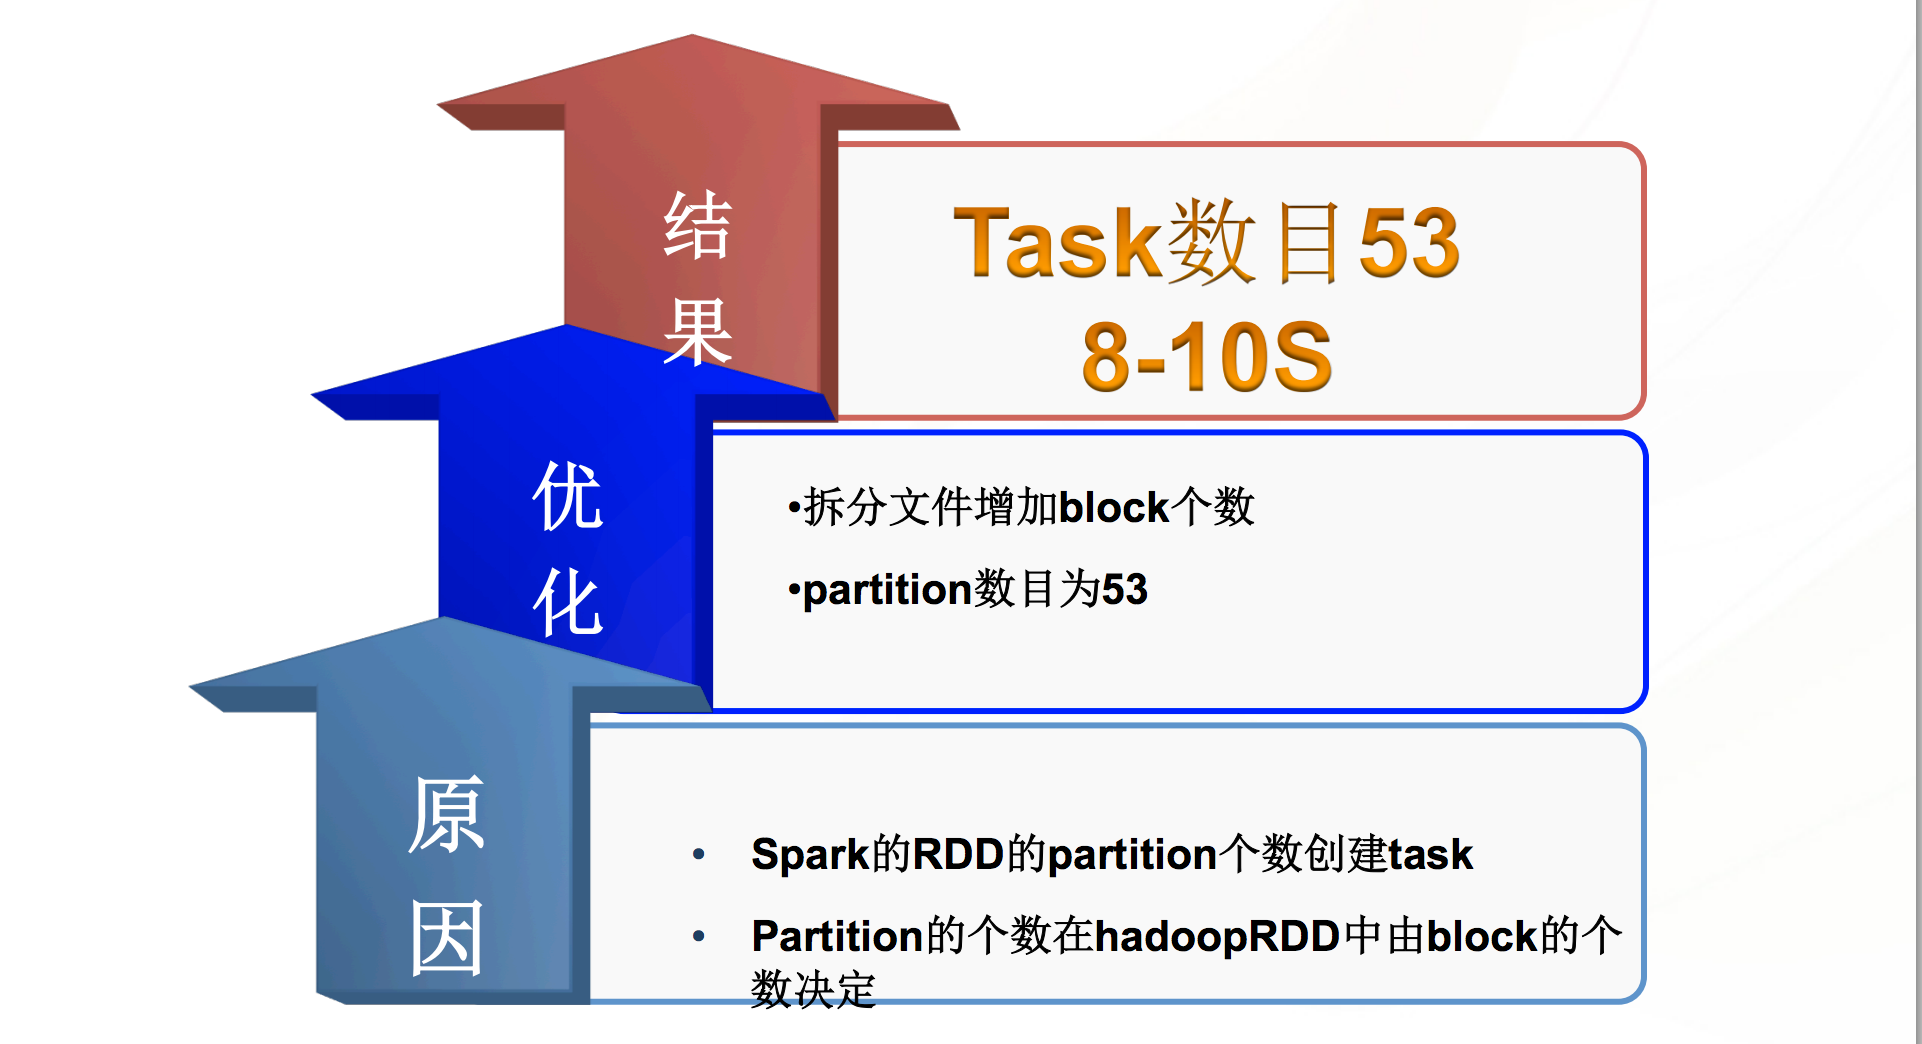 结
果
Task数目53
8-10S
优
化
•拆分文件增加block个数
•partition数目为53
原
因
• Spark的RDD的partition个数创建task
• Partition的个数在hadoopRDD中由block的个
数决定